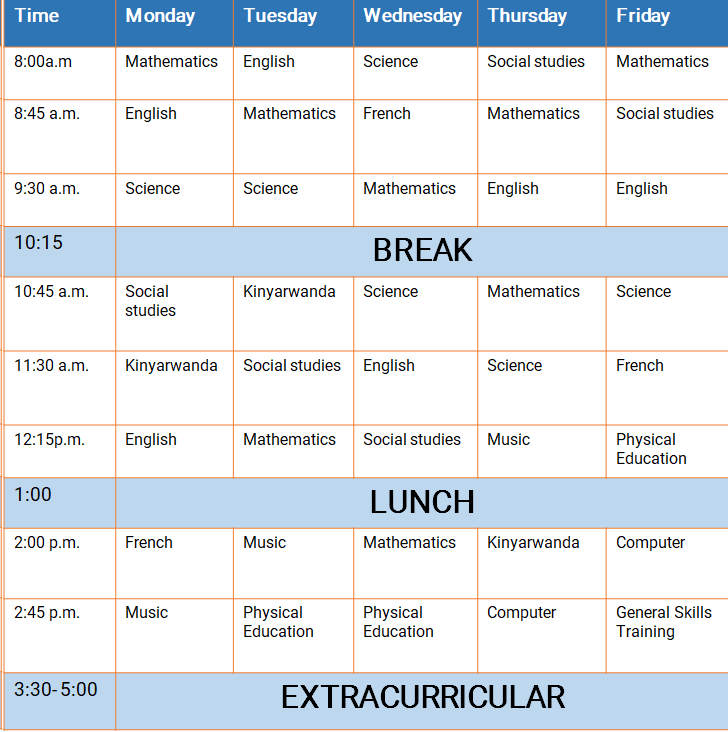 Time Monday Tuesday Wednesday Thursday Friday
8:00a.m Mathematics English Science Social studies Mathematics
8:45 a.m. English Mathematics French Mathematics Social studies
9:30 a.m. Science Science Mathematics English English
10:15 BREAK
10:45 a.m. Social studies Kinyarwanda Science Mathematics Science
11:30 a.m. Kinyarwanda Social studies English Science French
12:15p.m. English Mathematics Social studies Music Physical Education
1:00 LUNCH
2:00 p.m. French Music Mathematics Kinyarwanda Computer
2:45 p.m. Music Physical Education Physical Education Computer General Skills Training
3:30-5:00 EXTRACURRICULAR